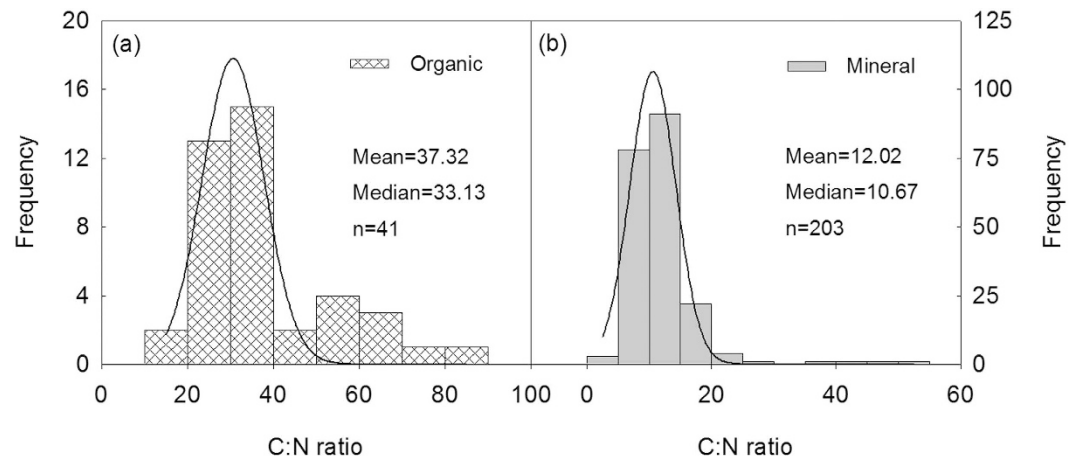 (a)
Organic
Mean=37.32
Median=33.13
n=41
Frequency
20
16
12
8
4
0
0
20
40
60
80
100
C:N ratio
(b)
Mineral
Mean=12.02
Median=10.67
n=203
125
100
75
50
25
0
Frequency
0
20
40
60
C:N ratio